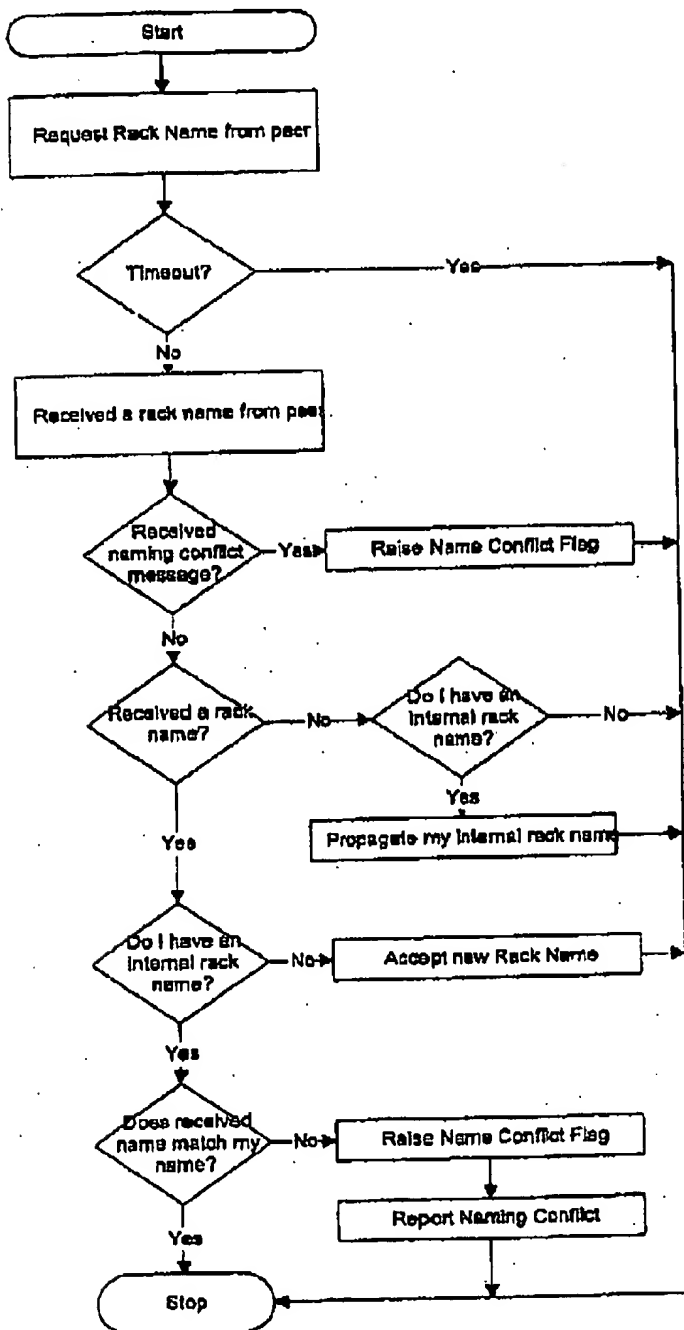 Start
Request Rack Name from peer
Timeout?
Yes
No
Received a rack name from peer
Received
naming conflict
message?
Yes
Raise Name Conflict Flag
No
Received a rack
name?
No
Do I have an
internal rack
name?
No
Yes
Propagate my internal rack name
Yes
Do I have an
internal rack
name?
No
Accept new Rack Name
Yes
Does received
name match my
name?
No
Raise Name Conflict Flag
Report Naming Conflict
Yes
Stop